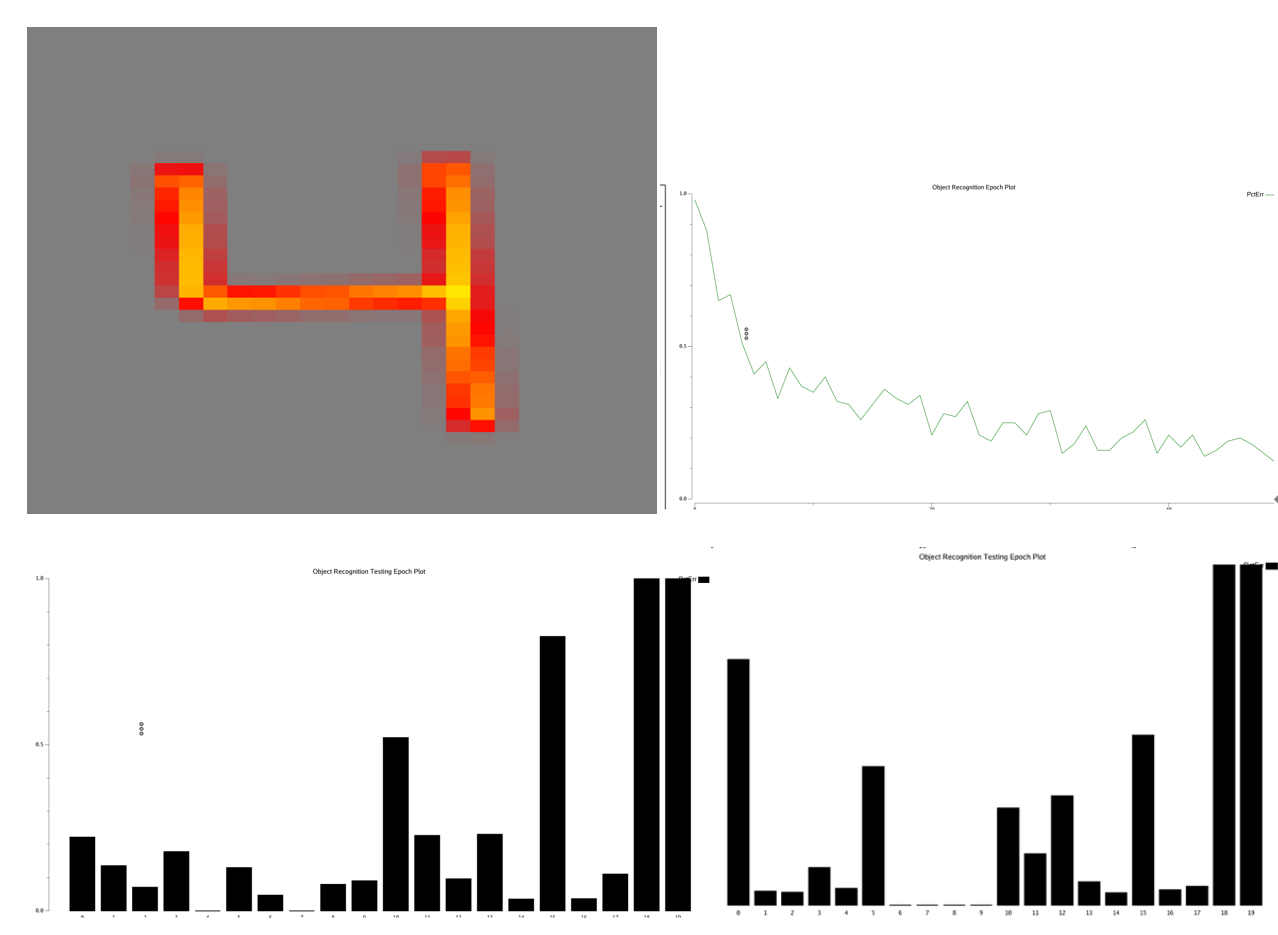 Object Recognition Epoch Plot
PctErr
1.0
0.5
0.0
Object Recognition Testing Epoch Plot
1.0
0.5
0.0
Object Recognition Testing Epoch Plot
0 1 2 3 4 5 6 7 8 9 10 11 12 13 14 15 16 17 18 19